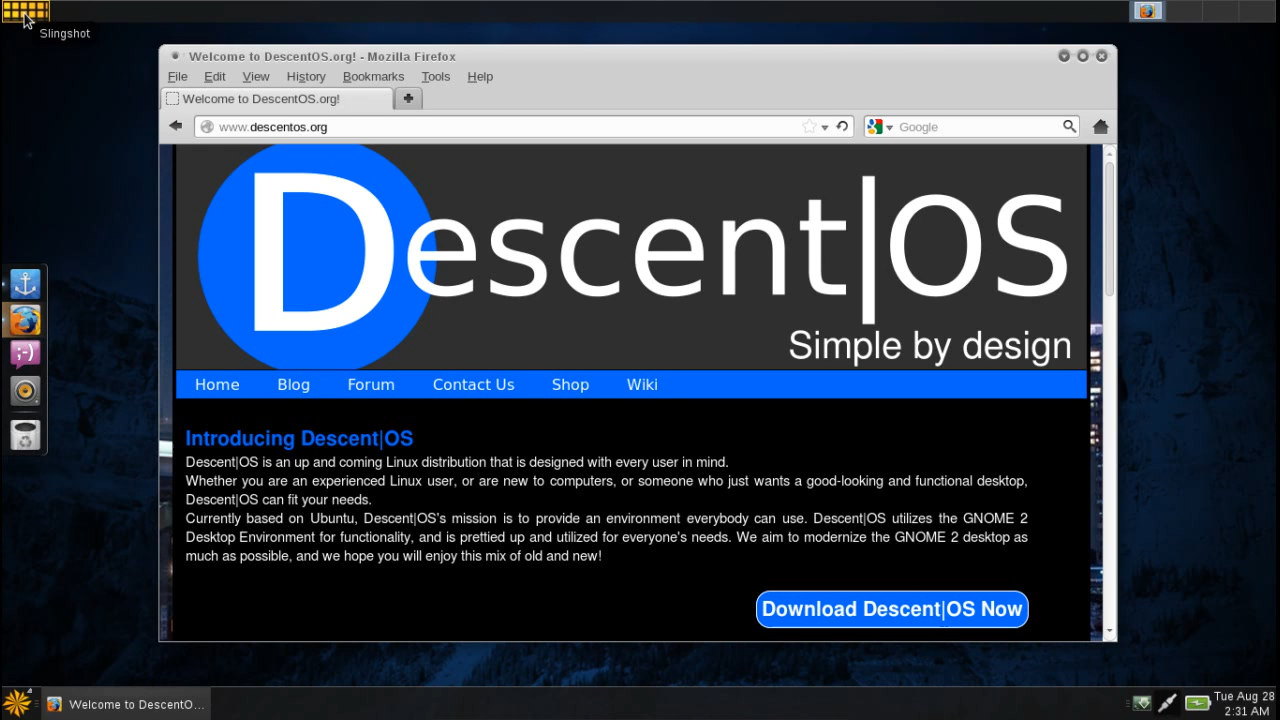 Slingshot
Welcome to DescentOS.org! - Mozilla Firefox
File Edit View History Bookmarks Tools Help
Welcome to DescentOS.org!
www.descentos.org
Google
Descent|OS
Simple by design
Home Blog Forum Contact Us Shop Wiki
Introducing Descent|OS
Descent|OS is an up and coming Linux distribution that is designed with every user in mind.
Whether you are an experienced Linux user, or are new to computers, or someone who just wants a good-looking and functional desktop,
Descent|OS can fit your needs.
Currently based on Ubuntu, Descent|OS's mission is to provide an environment everybody can use. Descent|OS utilizes the GNOME 2
Desktop Environment for functionality, and is prettied up and utilized for everyone's needs. We aim to modernize the GNOME 2 desktop as
much as possible, and we hope you will enjoy this mix of old and new!
Download Descent|OS Now
;-)
Welcome to DescentO...
Tue Aug 28
2:31 AM